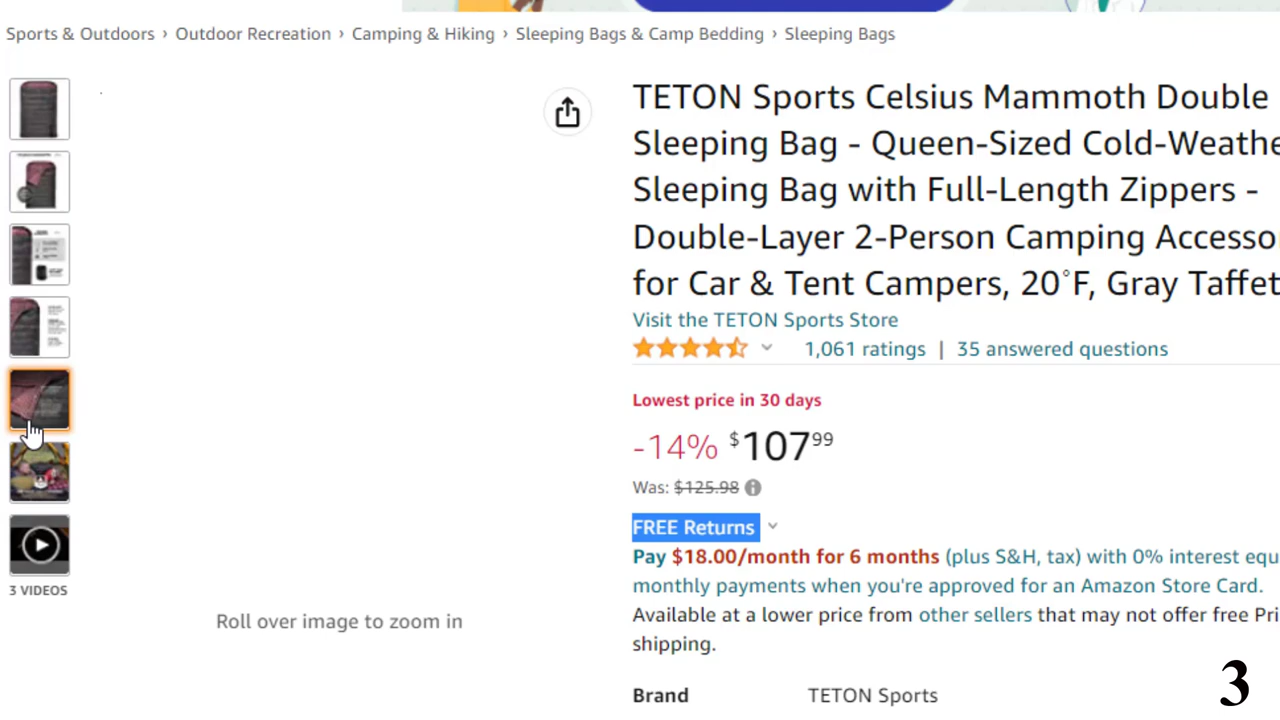 Sports & Outdoors › Outdoor Recreation › Camping & Hiking › Sleeping Bags & Camp Bedding › Sleeping Bags
TETON Sports Celsius Mammoth Double
Sleeping Bag - Queen-Sized Cold-Weathe
Sleeping Bag with Full-Length Zippers -
Double-Layer 2-Person Camping Accesso
for Car & Tent Campers, 20˚F, Gray Taffet
Visit the TETON Sports Store
1,061 ratings | 35 answered questions
Lowest price in 30 days
-14% $10799
Was: $125.98
FREE Returns
Pay $18.00/month for 6 months (plus S&H, tax) with 0% interest equ
monthly payments when you're approved for an Amazon Store Card.
Available at a lower price from other sellers that may not offer free Pri
shipping.
Brand TETON Sports
3 VIDEOS
Roll over image to zoom in
3